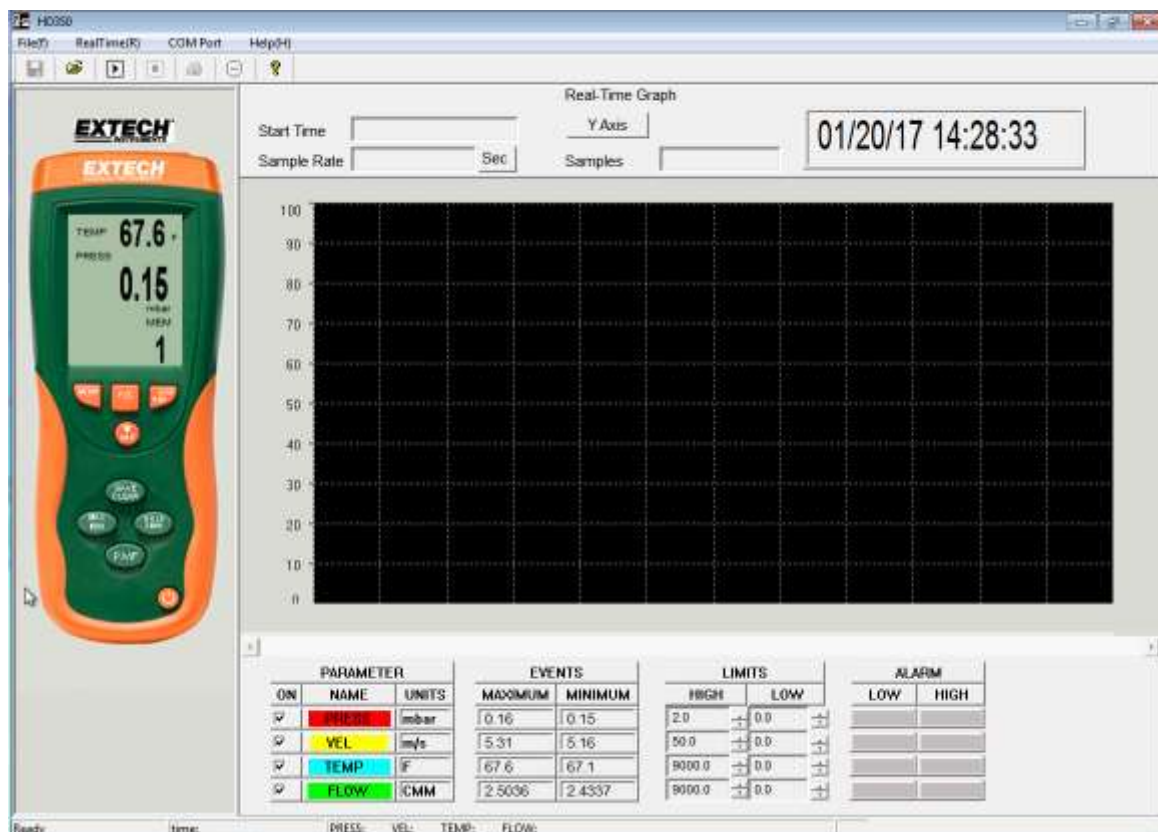 HD350
File(f) RealTime(R) COM Port Help(H)
EXTECH
INSTRUMENTS
EXTECH
TEMP 67.6
PRESS
0.15
mbar
MEM
1
Real-Time Graph
Start Time Y Axis
Sample Rate Sec Samples
01/20/17 14:28:33
100
90
80
70
60
50
40
30
20
10
0
PARAMETER EVENTS LIMITS ALARM
ON NAME UNITS MAXIMUM MINIMUM HIGH LOW LOW HIGH
PRESS mbar 0.16 0.15 2.0 0.0
VEL m/s 5.31 5.16 50.0 0.0
TEMP F 67.6 67.1 9000.0 0.0
FLOW CMM 2.5036 2.4337 9000.0 0.0
Ready time: PRESS: VEL: TEMP: FLOW: